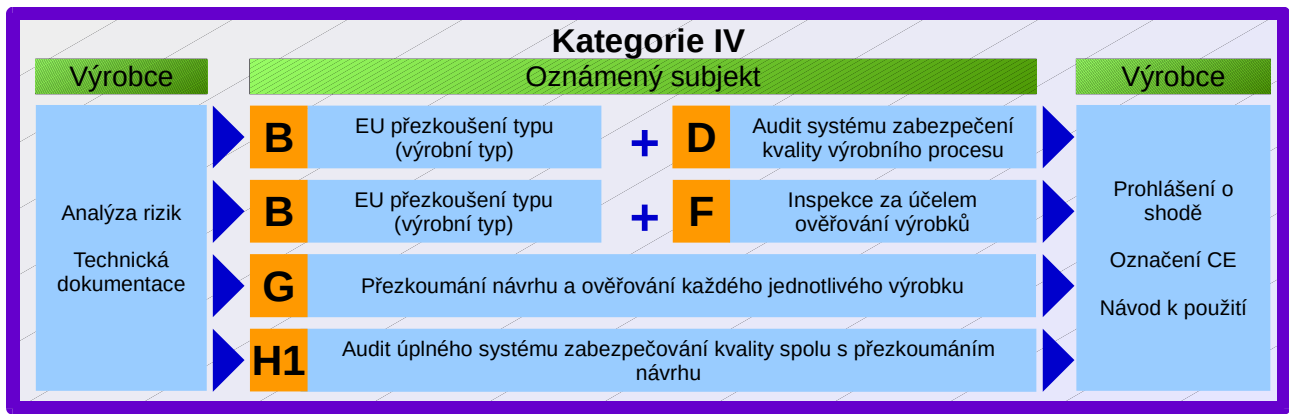 Kategorie IV
Výrobce
Oznámený subjekt
Výrobce
Analýza rizik
Technická
dokumentace
B
EU přezkoušení typu
(výrobní typ)
+
D
Audit systému zabezpečení
kvality výrobního procesu
B
EU přezkoušení typu
(výrobní typ)
+
F
Inspekce za účelem
ověřování výrobků
G
Přezkoumání návrhu a ověřování každého jednotlivého výrobku
H1
Audit úplného systému zabezpečování kvality spolu s přezkoumáním
návrhu
Prohlášení o
shodě
Označení CE
Návod k použití